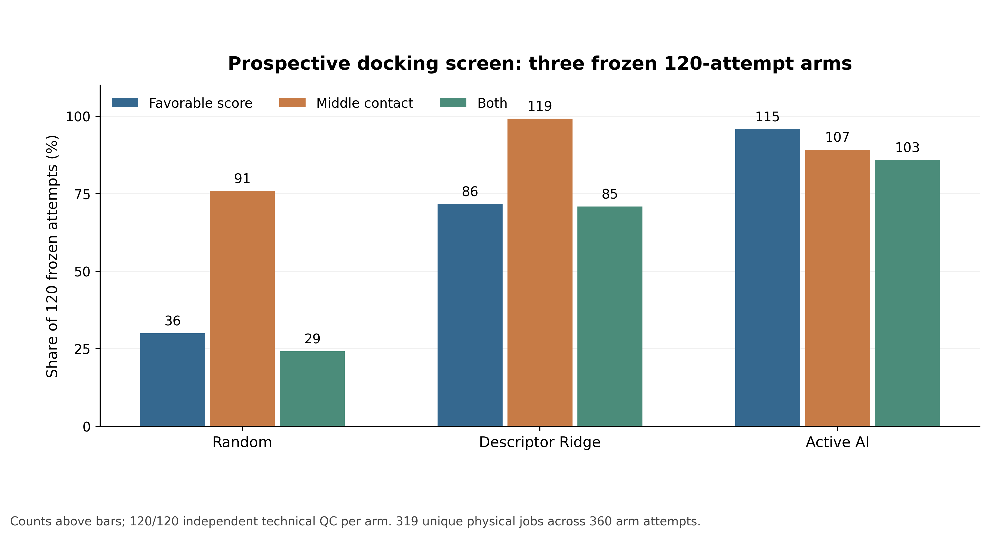 Prospective docking screen: three frozen 120-attempt arms
Favorable score
Middle contact
Both
Share of 120 frozen attempts (%)
100
75
50
25
0
36
91
29
86
119
85
115
107
103
Random
Descriptor Ridge
Active AI
Counts above bars; 120/120 independent technical QC per arm. 319 unique physical jobs across 360 arm attempts.